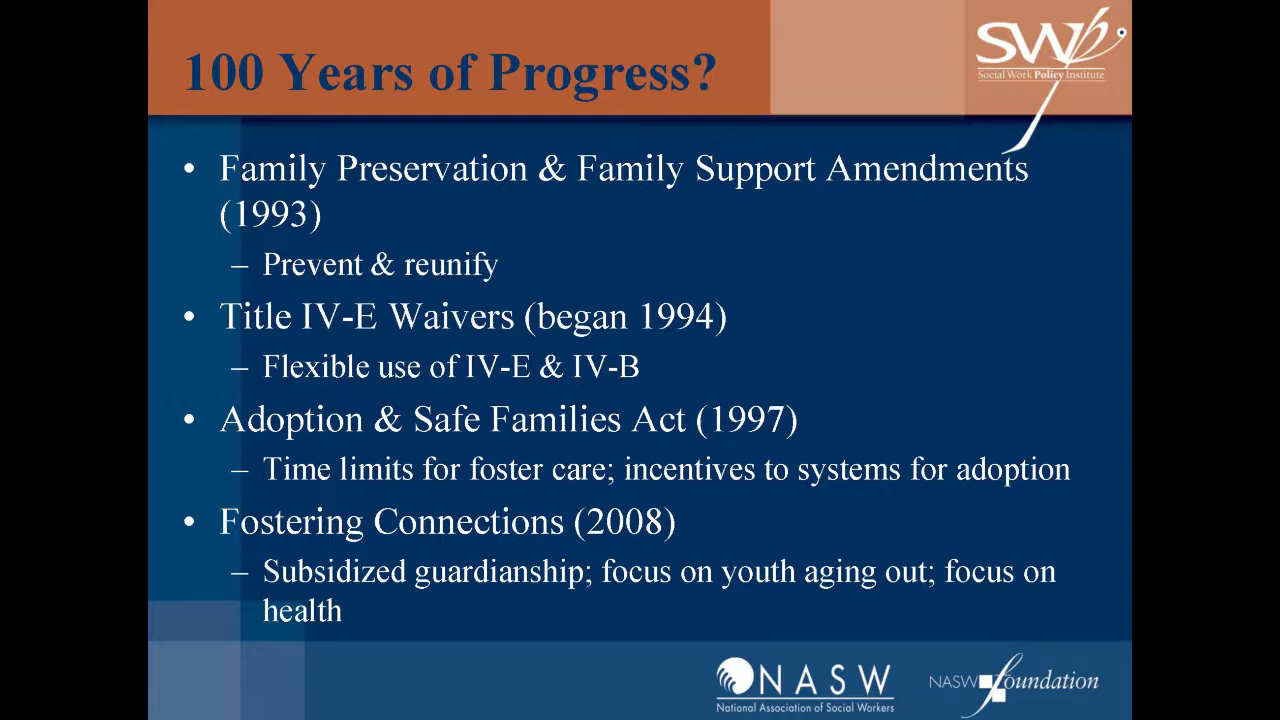 100 Years of Progress?
SWP
Social Work Policy Institute
• Family Preservation & Family Support Amendments
(1993)
– Prevent & reunify
• Title IV-E Waivers (began 1994)
– Flexible use of IV-E & IV-B
• Adoption & Safe Families Act (1997)
– Time limits for foster care; incentives to systems for adoption
• Fostering Connections (2008)
– Subsidized guardianship; focus on youth aging out; focus on
health
NASW
National Association of Social Workers
NASW foundation